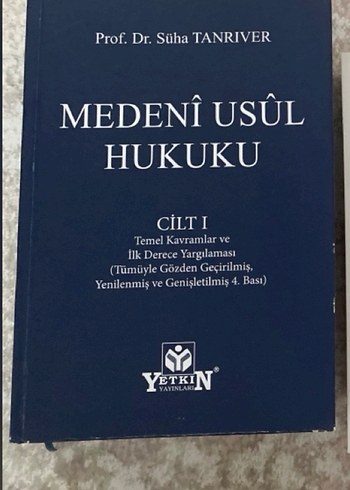 Prof. Dr. Süha TANRIVER
MEDENÎ USÛL
HUKUKU
CİLT I
Temel Kavramlar ve
İlk Derece Yargılaması
(Tümüyle Gözden Geçirilmiş,
Yenilenmiş ve Genişletilmiş 4. Bası)
®
YETKİN
YAYINLARI